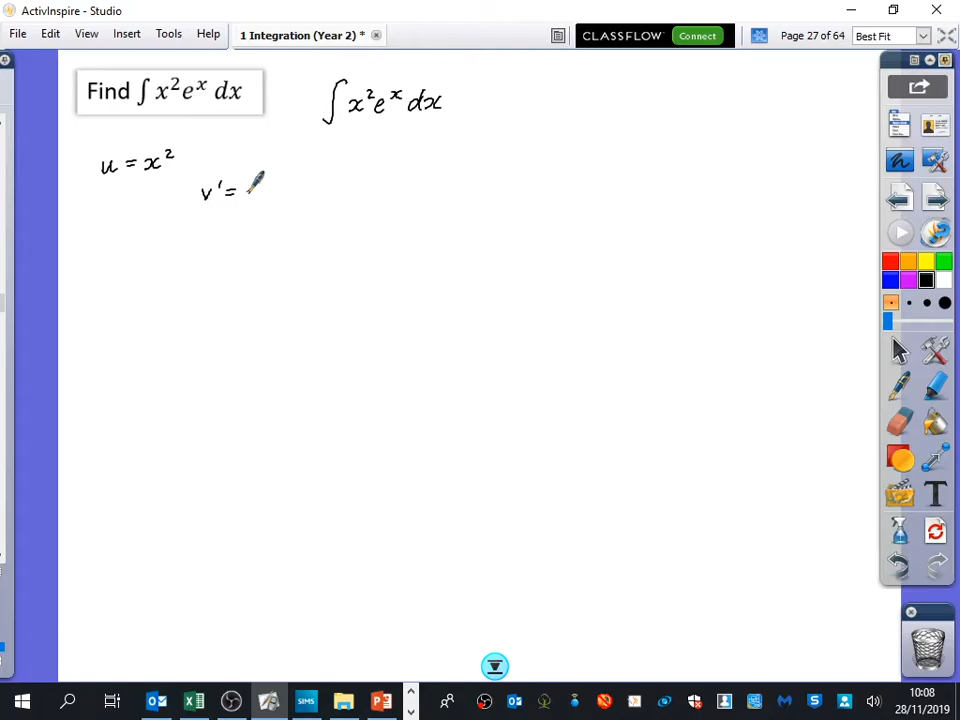 ActivInspire - Studio
File Edit View Insert Tools Help 1 Integration (Year 2) * CLASSFLOW Connect Page 27 of 64 Best Fit
Find ∫ x²eˣ dx
∫ x²eˣ dx
u = x²
v' =
T
10:08
28/11/2019